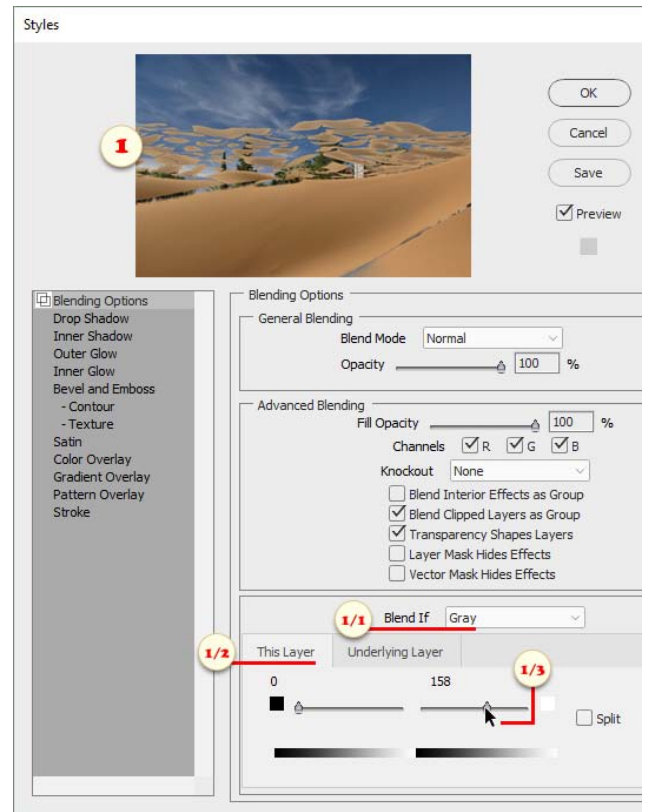 Styles
1
OK
Cancel
Save
Preview
Blending Options
Drop Shadow
Inner Shadow
Outer Glow
Inner Glow
Bevel and Emboss
- Contour
- Texture
Satin
Color Overlay
Gradient Overlay
Pattern Overlay
Stroke
Blending Options
General Blending
Blend Mode Normal
Opacity 100 %
Advanced Blending
Fill Opacity 100 %
Channels R G B
Knockout None
Blend Interior Effects as Group
Blend Clipped Layers as Group
Transparency Shapes Layers
Layer Mask Hides Effects
Vector Mask Hides Effects
1/1 Blend If Gray
1/2 This Layer Underlying Layer
1/3
0 158
Split